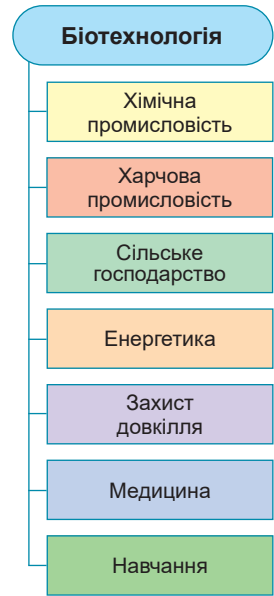 Біотехнологія
Хімічна
промисловість
Харчова
промисловість
Сільське
господарство
Енергетика
Захист
довкілля
Медицина
Навчання